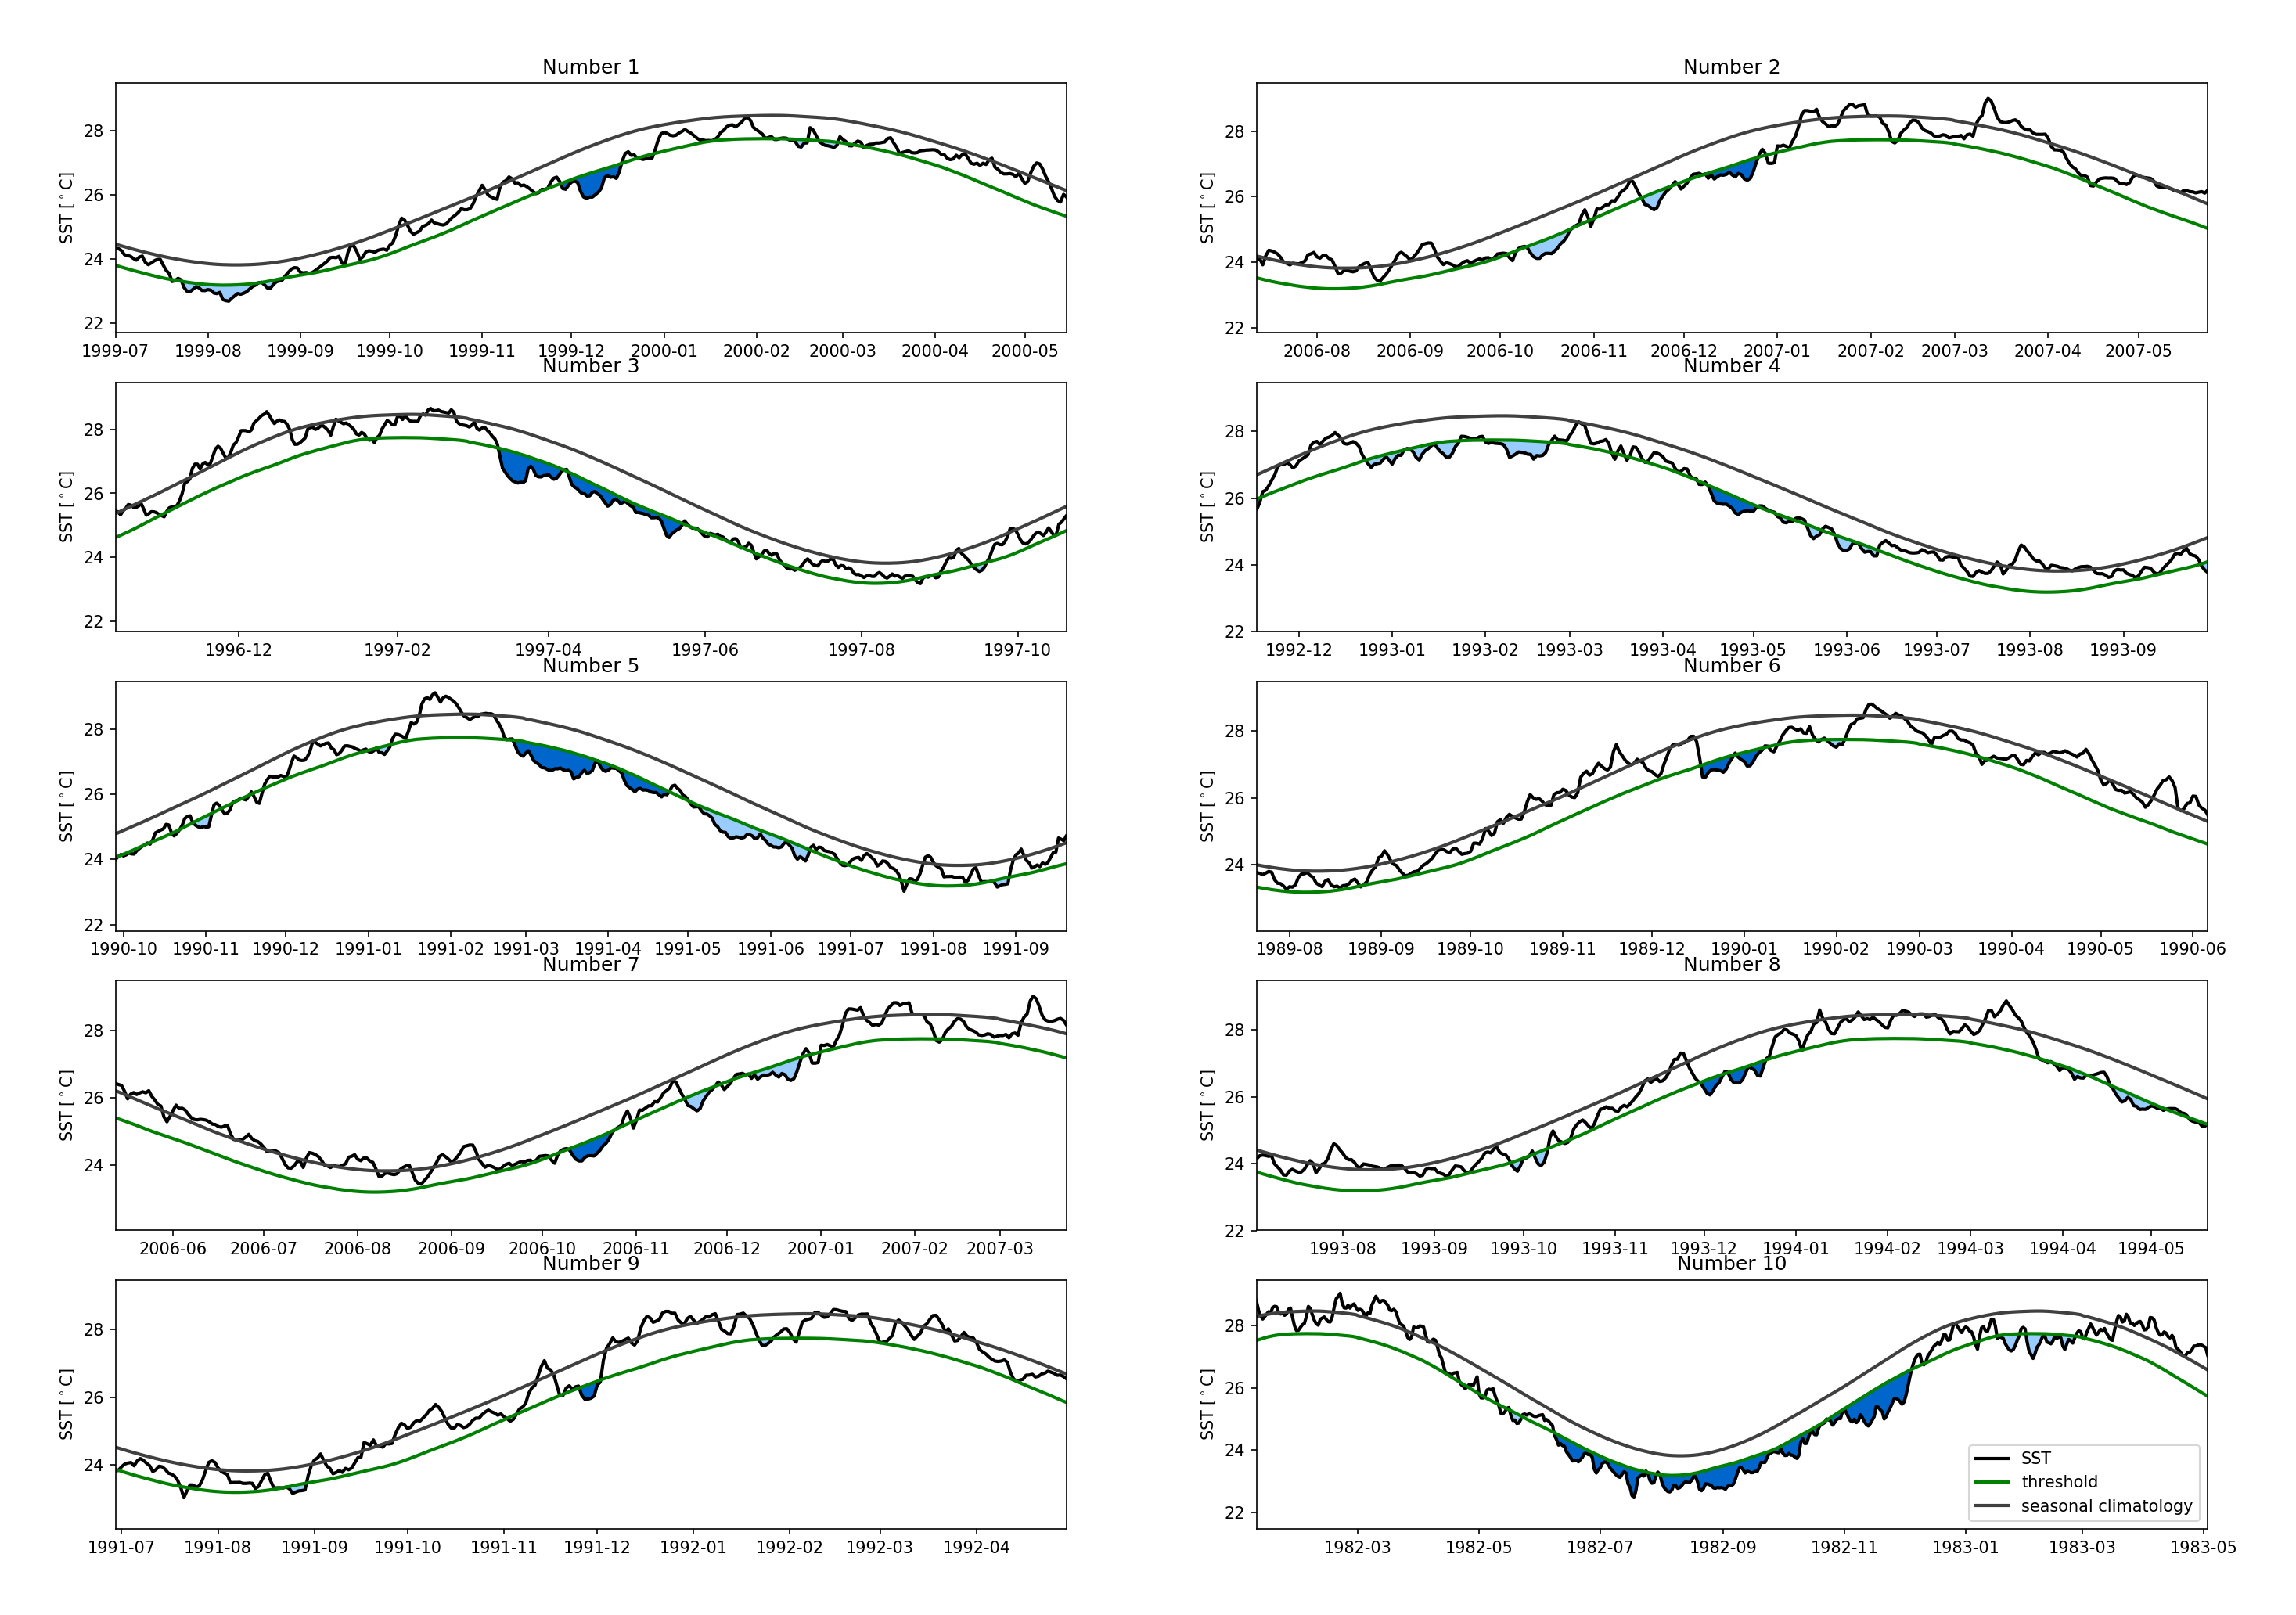 Number 1
SST [°C]
28
26
24
22
1999-07 1999-08 1999-09 1999-10 1999-11 1999-12 2000-01 2000-02 2000-03 2000-04 2000-05
Number 2
SST [°C]
28
26
24
22
2006-08 2006-09 2006-10 2006-11 2006-12 2007-01 2007-02 2007-03 2007-04 2007-05
Number 3
SST [°C]
28
26
24
22
1996-12 1997-02 1997-04 1997-06 1997-08 1997-10
Number 4
SST [°C]
28
26
24
22
1992-12 1993-01 1993-02 1993-03 1993-04 1993-05 1993-06 1993-07 1993-08 1993-09
Number 5
SST [°C]
28
26
24
22
1990-10 1990-11 1990-12 1991-01 1991-02 1991-03 1991-04 1991-05 1991-06 1991-07 1991-08 1991-09
Number 6
SST [°C]
28
26
24
1989-08 1989-09 1989-10 1989-11 1989-12 1990-01 1990-02 1990-03 1990-04 1990-05 1990-06
Number 7
SST [°C]
28
26
24
2006-06 2006-07 2006-08 2006-09 2006-10 2006-11 2006-12 2007-01 2007-02 2007-03
Number 8
SST [°C]
28
26
24
22
1993-08 1993-09 1993-10 1993-11 1993-12 1994-01 1994-02 1994-03 1994-04 1994-05
Number 9
SST [°C]
28
26
24
1991-07 1991-08 1991-09 1991-10 1991-11 1991-12 1992-01 1992-02 1992-03 1992-04
Number 10
SST [°C]
28
26
24
22
1982-03 1982-05 1982-07 1982-09 1982-11 1983-01 1983-03 1983-05
SST
threshold
seasonal climatology